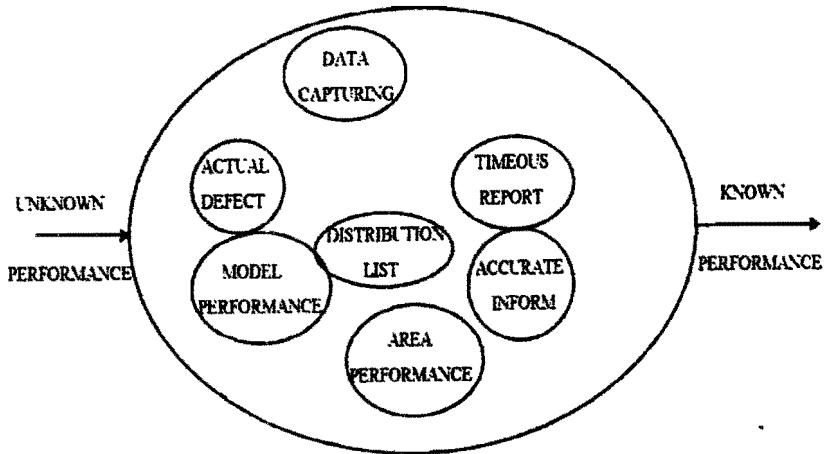 DATA
CAPTURING
ACTUAL
DEFECT
TIMEOUS
REPORT
UNKNOWN
PERFORMANCE
KNOWN
PERFORMANCE
DISTRIBUTION
LIST
MODEL
PERFORMANCE
ACCURATE
INFORM
AREA
PERFORMANCE